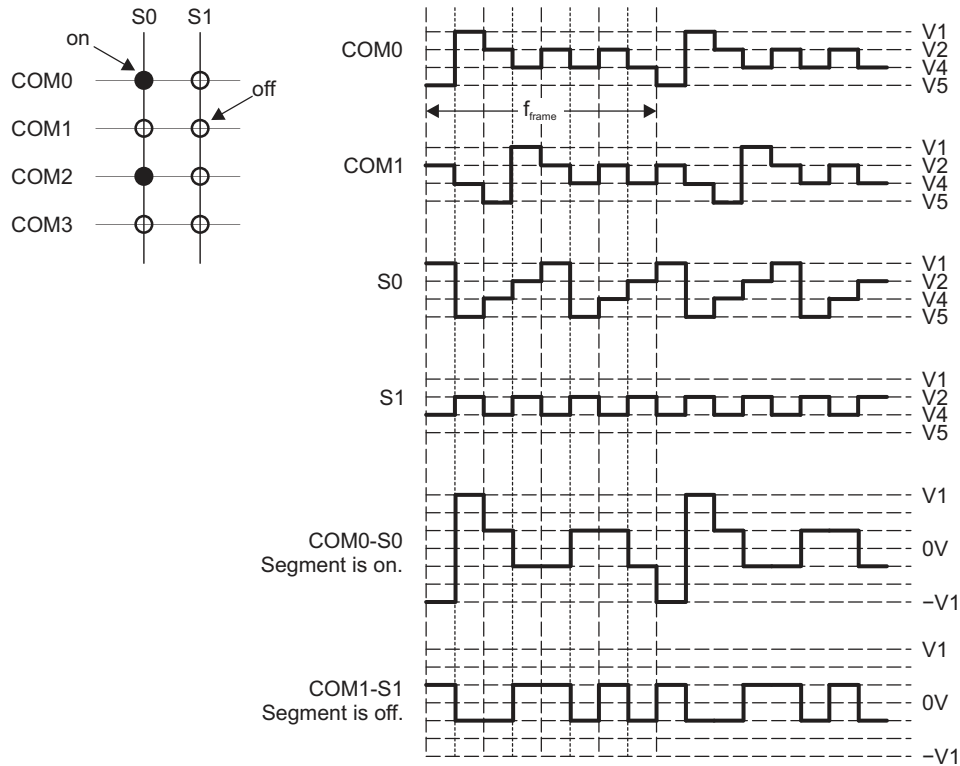 S0 S1
on
COM0
off
COM1
COM2
COM3
COM0
V1
V2
V4
V5
fframe
COM1
V1
V2
V4
V5
S0
V1
V2
V4
V5
S1
V1
V2
V4
V5
COM0-S0
Segment is on.
V1
0V
−V1
COM1-S1
Segment is off.
V1
0V
−V1